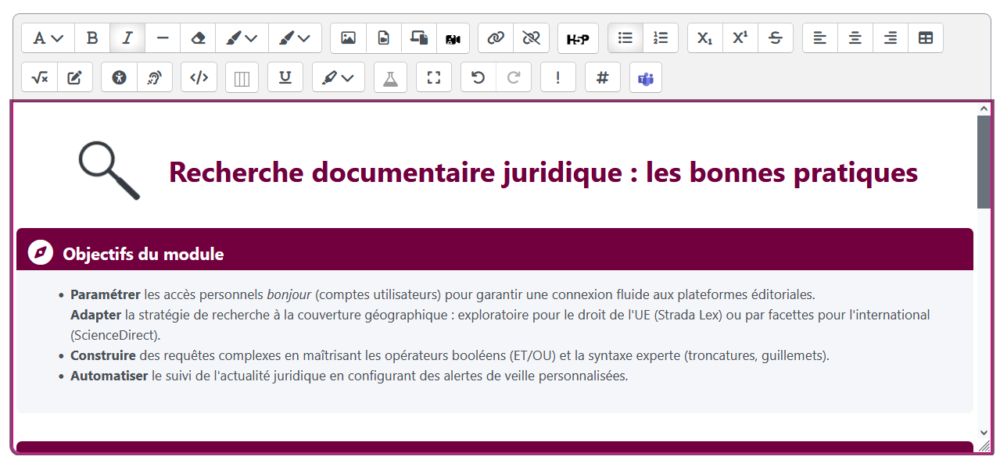 A B I
H5P
X₁ X¹ S
√x </> U ! #
Recherche documentaire juridique : les bonnes pratiques
Objectifs du module
• Paramétrer les accès personnels bonjour (comptes utilisateurs) pour garantir une connexion fluide aux plateformes éditoriales.
Adapter la stratégie de recherche à la couverture géographique : exploratoire pour le droit de l'UE (Strada Lex) ou par facettes pour l'international
(ScienceDirect).
• Construire des requêtes complexes en maîtrisant les opérateurs booléens (ET/OU) et la syntaxe experte (troncatures, guillemets).
• Automatiser le suivi de l'actualité juridique en configurant des alertes de veille personnalisées.